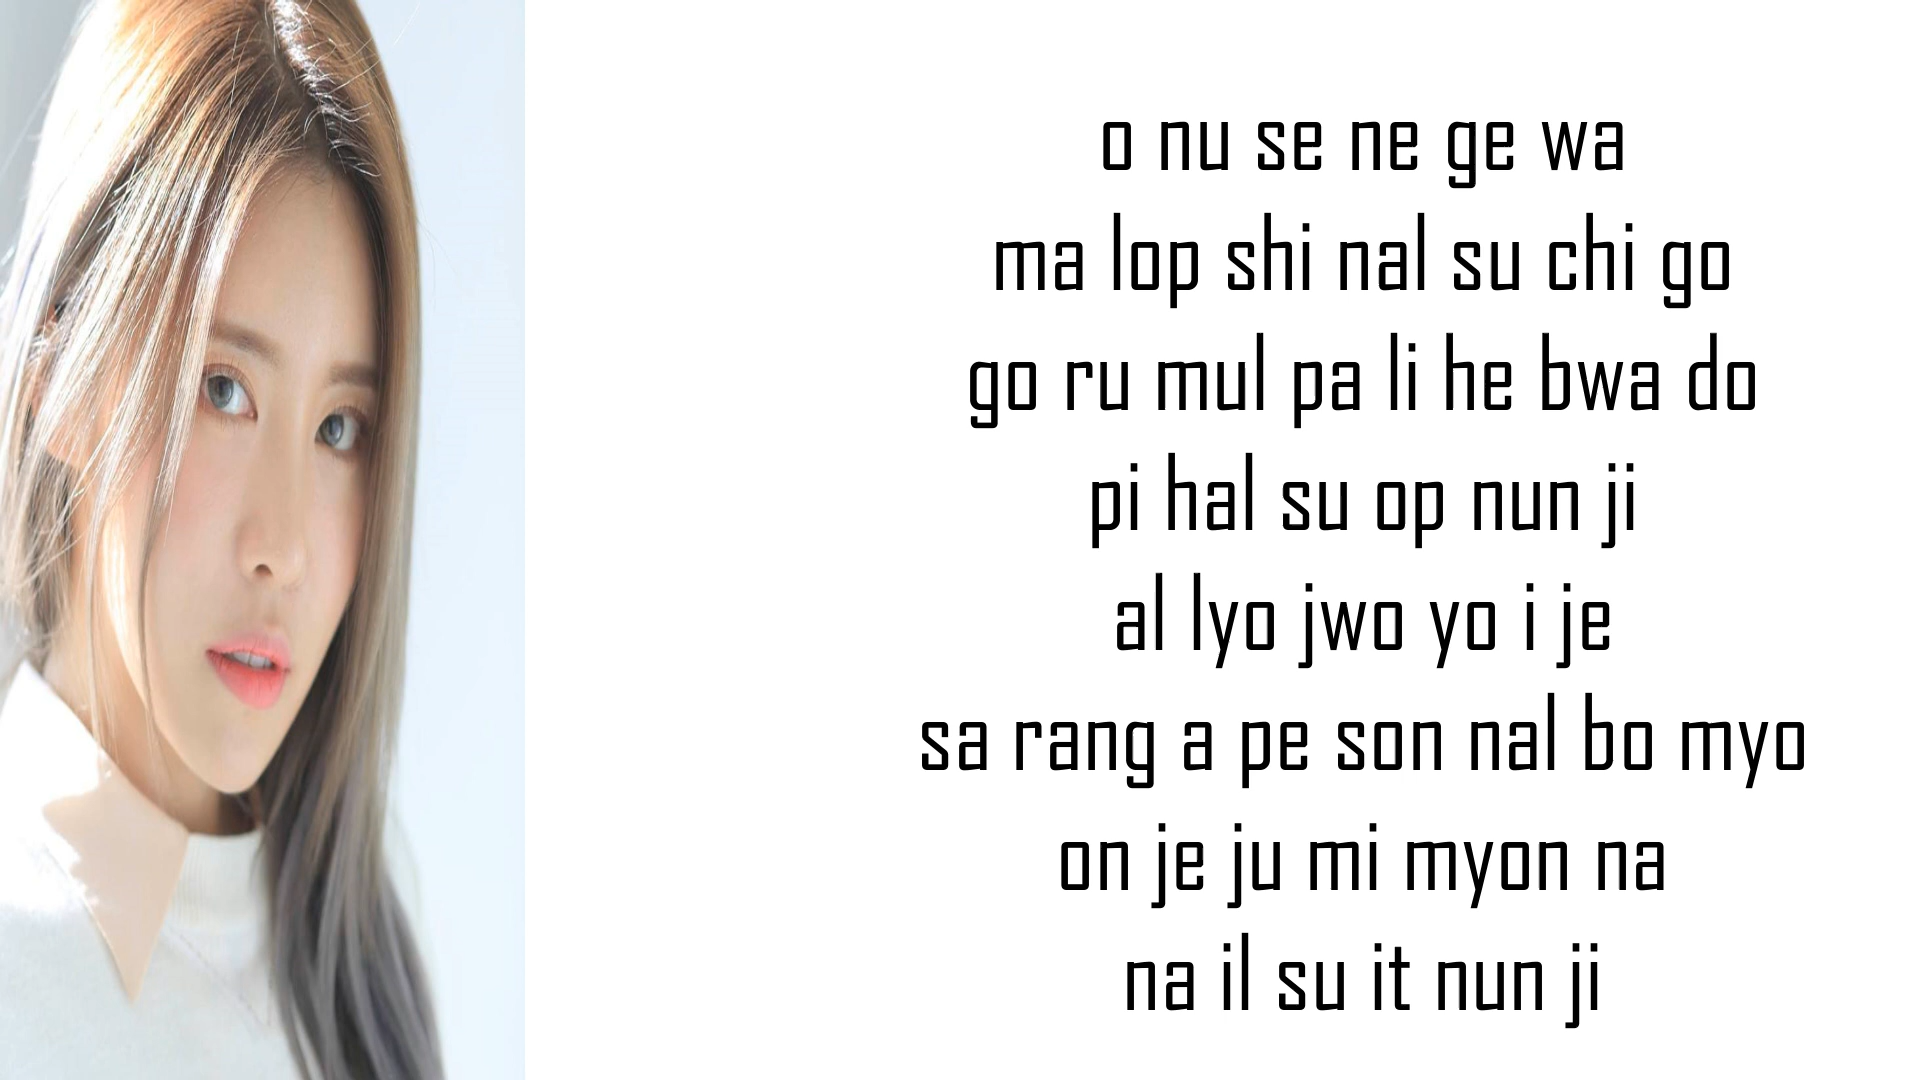 o nu se ne ge wa
ma lop shi nal su chi go
go ru mul pa li he bwa do
pi hal su op nun ji
al lyo jwo yo i je
sa rang a pe son nal bo myo
on je ju mi myon na
na il su it nun ji